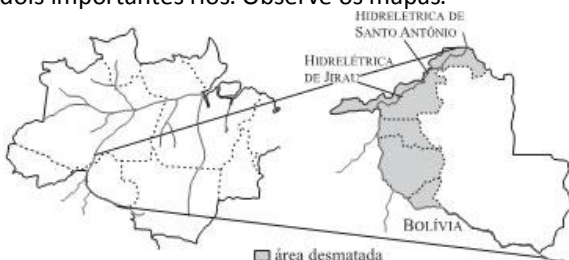 dois importantes rios. Observe os mapas.
HIDRELÉTRICA DE
SANTO ANTÔNIO
HIDRELÉTRICA
DE JIRAU
BOLÍVIA
área desmatada